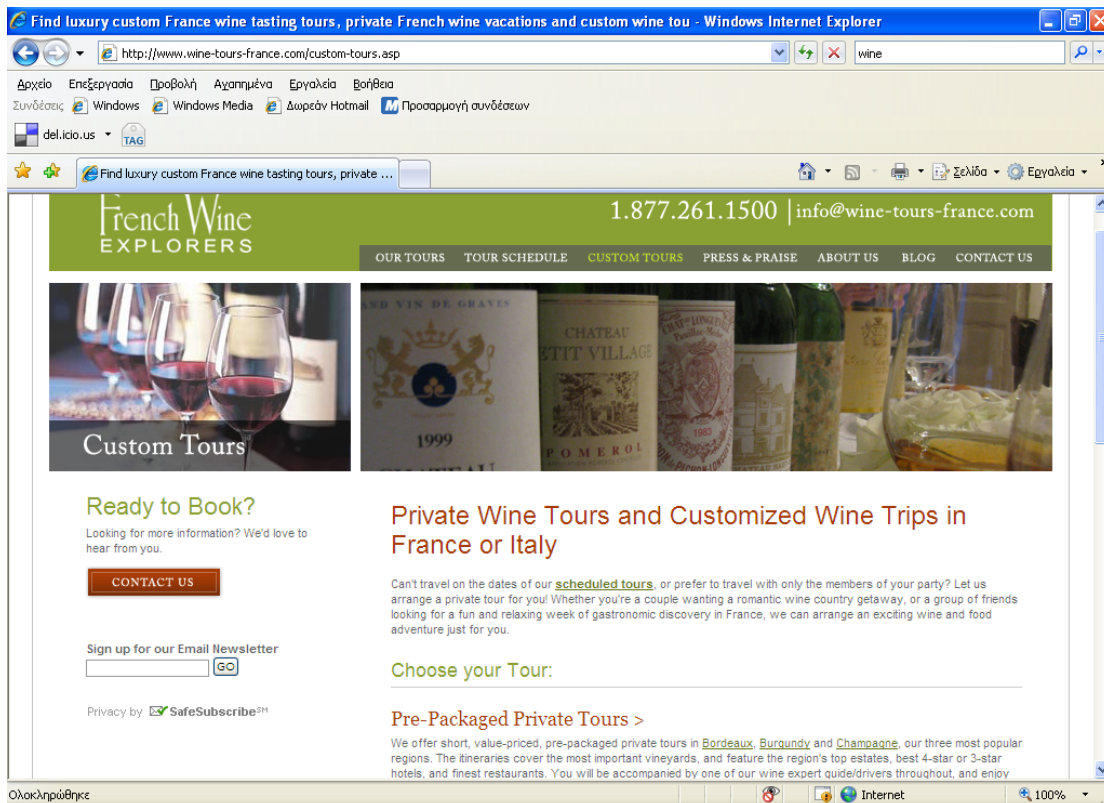 Find luxury custom France wine tasting tours, private French wine vacations and custom wine tou - Windows Internet Explorer
http://www.wine-tours-france.com/custom-tours.asp
wine
Αρχείο Επεξεργασία Προβολή Αγαπημένα Εργαλεία Βοήθεια
Συνδέσεις Windows Windows Media Δωρεάν Hotmail Προσαρμογή συνδέσεων
del.icio.us TAG
Find luxury custom France wine tasting tours, private ...
Σελίδα Εργαλεία
French Wine
EXPLORERS
1.877.261.1500 | info@wine-tours-france.com
OUR TOURS TOUR SCHEDULE CUSTOM TOURS PRESS & PRAISE ABOUT US BLOG CONTACT US
AND VIN DE GRAVES
1999
CHATEAU
PETIT VILLAGE
POMEROL
1983
Custom Tours
Ready to Book?
Looking for more information? We'd love to
hear from you.
CONTACT US
Sign up for our Email Newsletter
GO
Privacy by SafeSubscribe SM
Private Wine Tours and Customized Wine Trips in
France or Italy
Can't travel on the dates of our scheduled tours, or prefer to travel with only the members of your party? Let us
arrange a private tour for you! Whether you're a couple wanting a romantic wine country getaway, or a group of friends
looking for a fun and relaxing week of gastronomic discovery in France, we can arrange an exciting wine and food
adventure just for you.
Choose your Tour:
Pre-Packaged Private Tours >
We offer short, value-priced, pre-packaged private tours in Bordeaux, Burgundy and Champagne, our three most popular
regions. The itineraries cover the most important vineyards, and feature the region's top estates, best 4-star or 3-star
hotels, and finest restaurants. You will be accompanied by one of our wine expert guide/drivers throughout, and enjoy
Ολοκληρώθηκε
Internet
100%